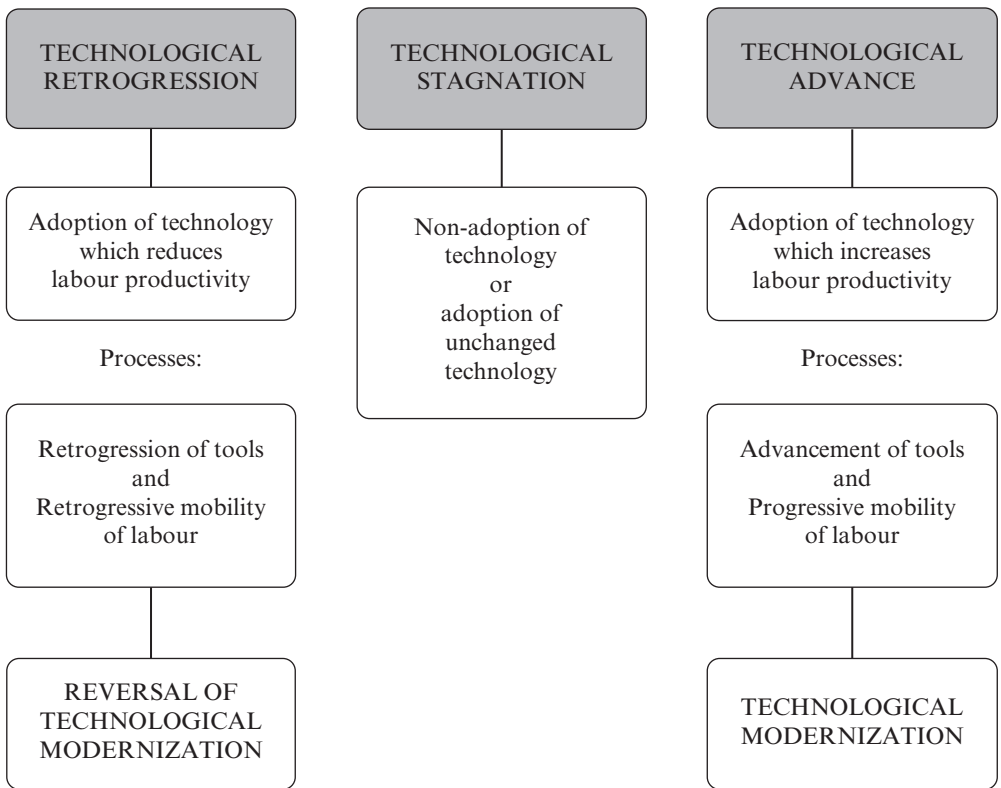 TECHNOLOGICAL
RETROGRESSION
Adoption of technology
which reduces
labour productivity
Processes:
Retrogression of tools
and
Retrogressive mobility
of labour
REVERSAL OF
TECHNOLOGICAL
MODERNIZATION
TECHNOLOGICAL
STAGNATION
Non-adoption of
technology
or
adoption of
unchanged
technology
TECHNOLOGICAL
ADVANCE
Adoption of technology
which increases
labour productivity
Processes:
Advancement of tools
and
Progressive mobility
of labour
TECHNOLOGICAL
MODERNIZATION